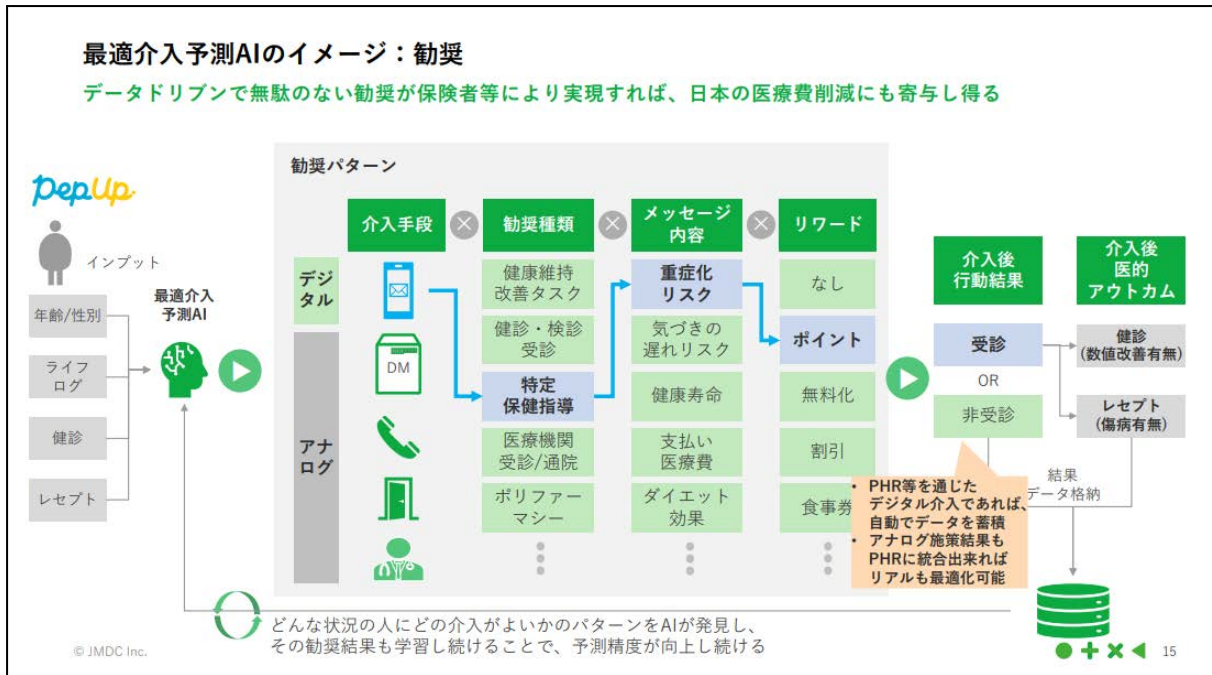 最適介入予測AIのイメージ：勧奨
データドリブンで無駄のない勧奨が保険者等により実現すれば、日本の医療費削減にも寄与し得る
PepUp
インプット
年齢/性別
ライフ
ログ
健診
レセプト
最適介入
予測AI
勧奨パターン
介入手段
勧奨種類
メッセージ
内容
リワード
デジ
タル
アナ
ログ
DM
健康維持
改善タスク
健診・検診
受診
特定
保健指導
医療機関
受診/通院
ポリファー
マシー
重症化
リスク
気づきの
遅れリスク
健康寿命
支払い
医療費
ダイエット
効果
なし
ポイント
無料化
割引
食事券
介入後
行動結果
受診
OR
非受診
介入後
医的
アウトカム
健診
(数値改善有無)
レセプト
(傷病有無)
結果
データ格納
• PHR等を通じた
デジタル介入であれば、
自動でデータを蓄積
• アナログ施策結果も
PHRに統合出来れば
リアルも最適化可能
どんな状況の人にどの介入がよいかのパターンをAIが発見し、
その勧奨結果も学習し続けることで、予測精度が向上し続ける
© JMDC Inc.
15